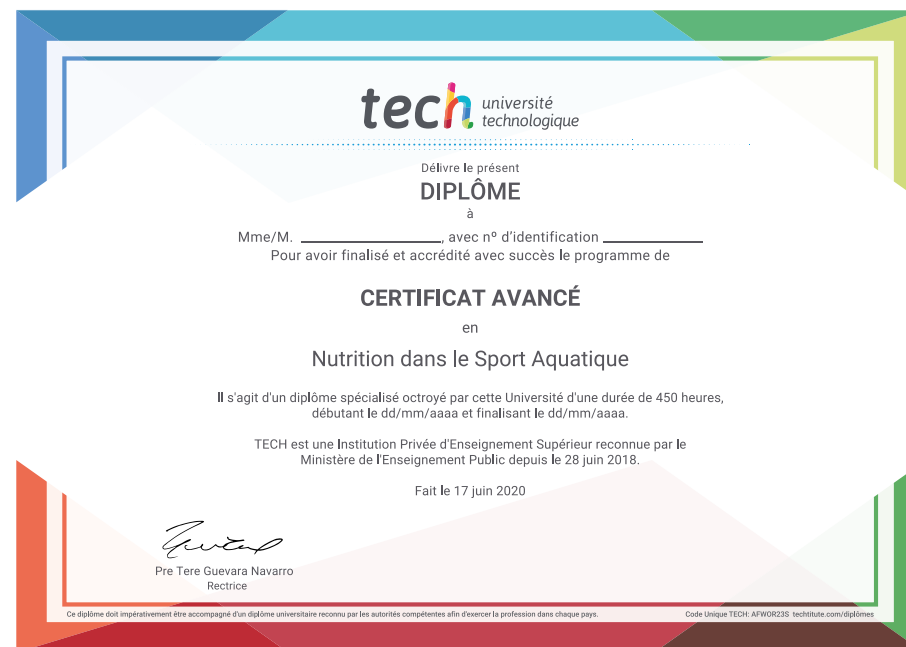 tech université
technologique
Délivre le présent
DIPLÔME
à
Mme/M. ____________________, avec nº d'identification ______________
Pour avoir finalisé et accrédité avec succès le programme de
CERTIFICAT AVANCÉ
en
Nutrition dans le Sport Aquatique
Il s'agit d'un diplôme spécialisé octroyé par cette Université d'une durée de 450 heures,
débutant le dd/mm/aaaa et finalisant le dd/mm/aaaa.
TECH est une Institution Privée d'Enseignement Supérieur reconnue par le
Ministère de l'Enseignement Public depuis le 28 juin 2018.
Fait le 17 juin 2020
Pre Tere Guevara Navarro
Rectrice
Ce diplôme doit impérativement être accompagné d'un diplôme universitaire reconnu par les autorités compétentes afin d'exercer la profession dans chaque pays.
Code Unique TECH: AFWOR23S techtitute.com/diplômes